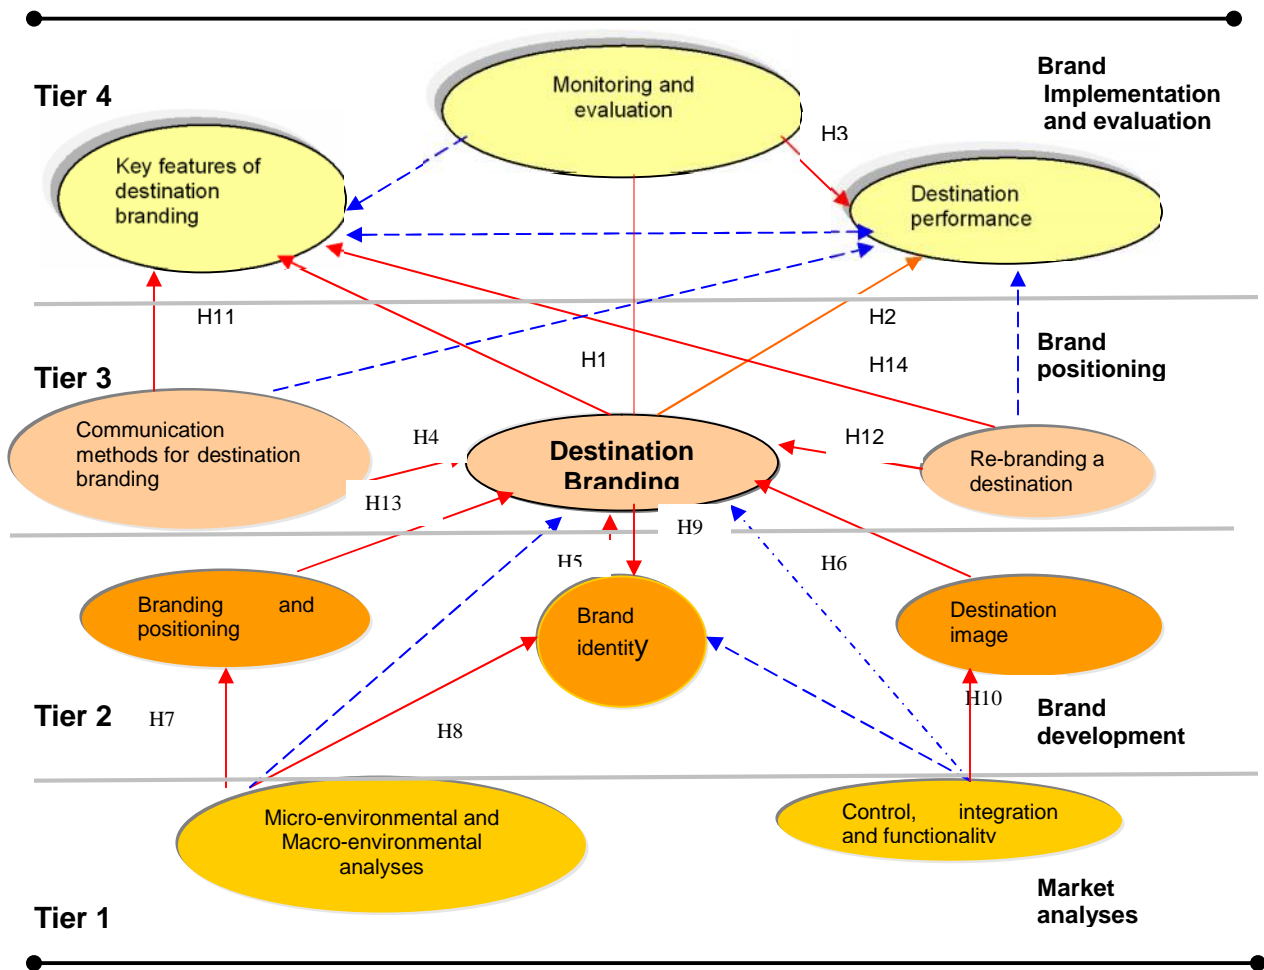 Tier 4
Monitoring and
evaluation
Brand
Implementation
and evaluation
H3
Key features of
destination
branding
Destination
performance
H11
H1
H2
H14
Brand
positioning
Tier 3
Communication
methods for destination
branding
H4
Destination
Branding
H12
Re-branding a
destination
H13
H9
H5
H6
Branding and
positioning
Brand
identity
Destination
image
Tier 2
H7
H8
H10
Brand
development
Micro-environmental and
Macro-environmental
analyses
Control, integration
and functionality
Market
analyses
Tier 1